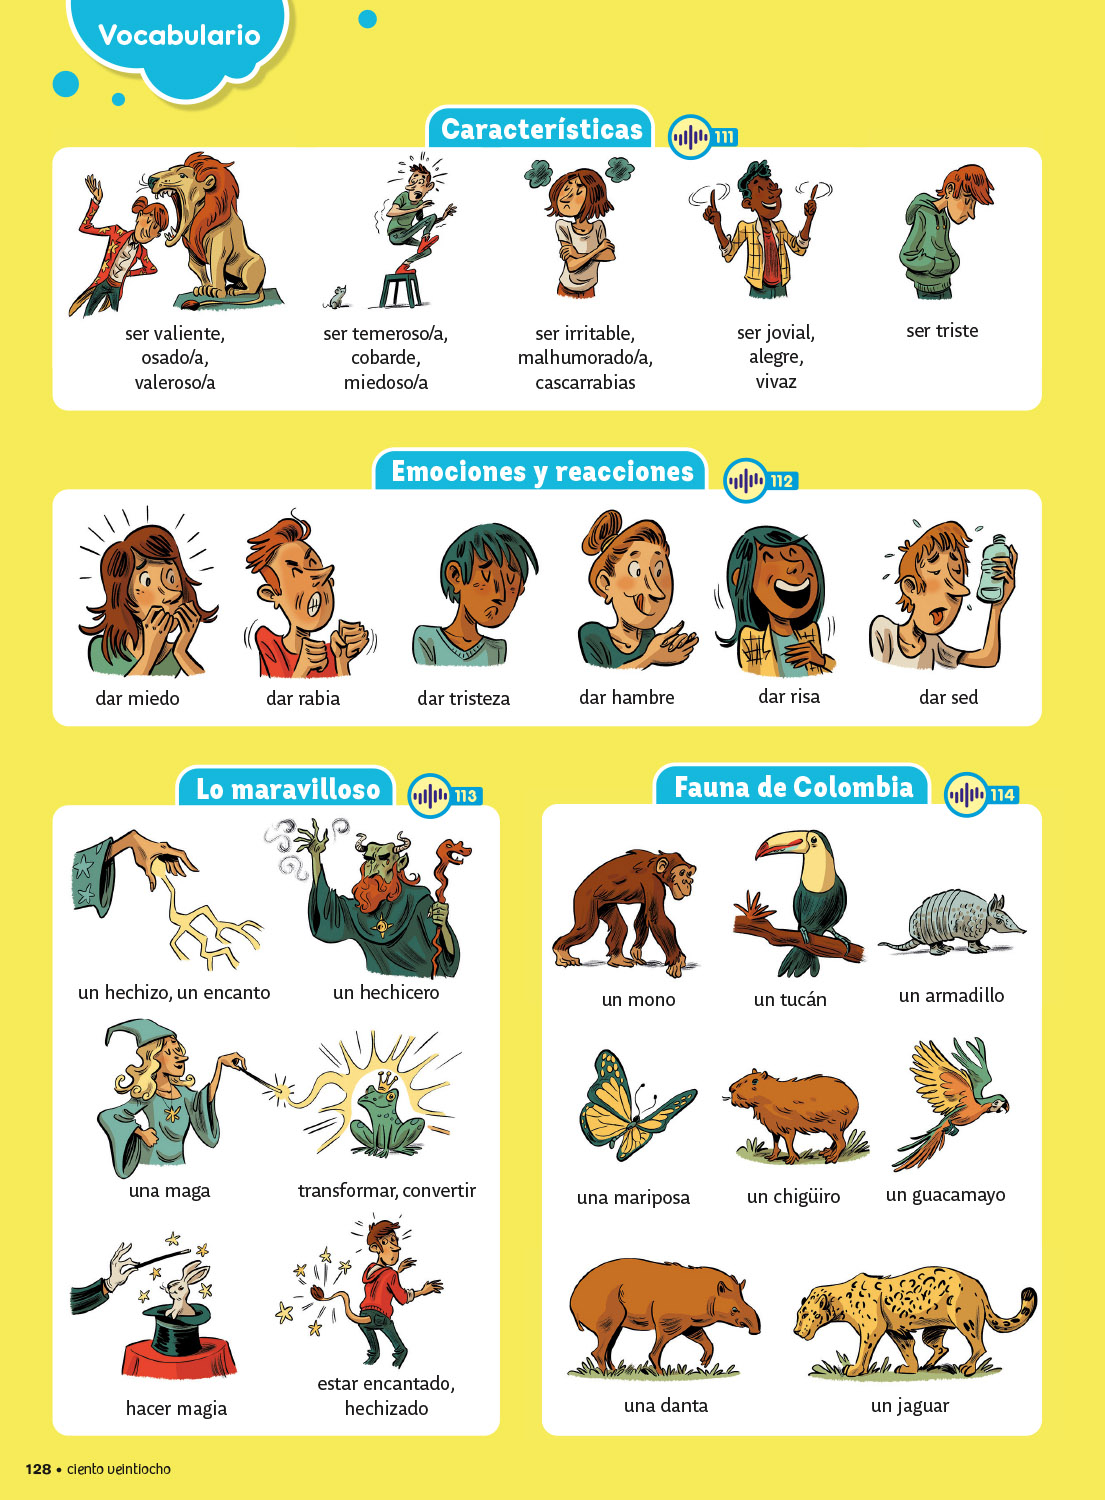 Vocabulario
Características
111
ser valiente,
osado/a,
valeroso/a
ser temeroso/a,
cobarde,
miedoso/a
ser irritable,
malhumorado/a,
cascarrabias
ser jovial,
alegre,
vivaz
ser triste
Emociones y reacciones
112
dar miedo
dar rabia
dar tristeza
dar hambre
dar risa
dar sed
Lo maravilloso
113
un hechizo, un encanto
un hechicero
una maga
transformar, convertir
hacer magia
estar encantado,
hechizado
Fauna de Colombia
114
un mono
un tucán
un armadillo
una mariposa
un chigüiro
un guacamayo
una danta
un jaguar
128 • ciento veintiocho